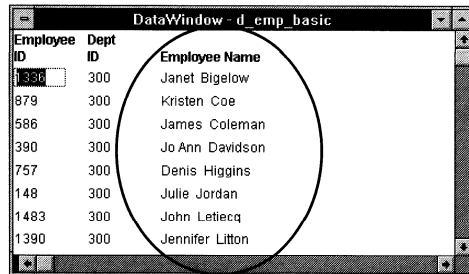 DataWindow - d_emp_basic
Employee ID Dept ID Employee Name
1336 300 Janet Bigelow
879 300 Kristen Coe
586 300 James Coleman
390 300 Jo Ann Davidson
757 300 Denis Higgins
148 300 Julie Jordan
1483 300 John Letiecq
1390 300 Jennifer Litton